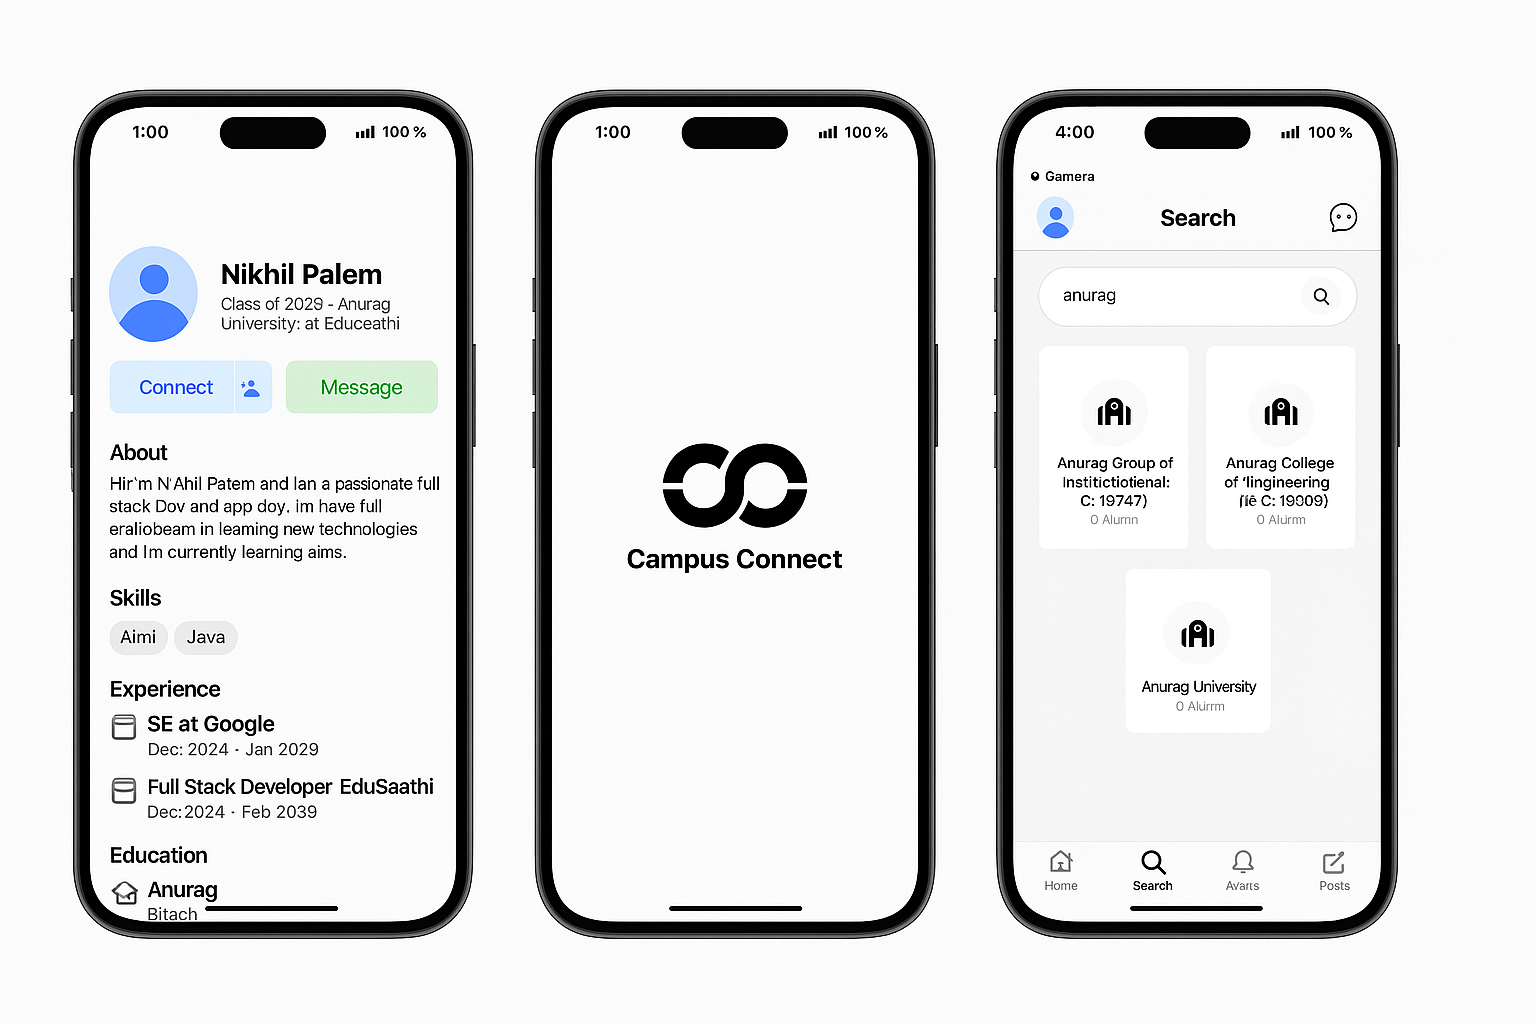 1:00
100 %
Nikhil Palem
Class of 2029 - Anurag
University: at Educeathi
Connect
Message
About
Hir'm N'Ahil Patem and lan a passionate full
stack Dov and app doy. im have full
eraliobeam in leaming new technologies
and Im currently learning aims.
Skills
Aimi
Java
Experience
SE at Google
Dec: 2024 · Jan 2029
Full Stack Developer EduSaathi
Dec:2024 · Feb 2039
Education
Anurag
Bitach
1:00
100 %
Campus Connect
4:00
100 %
Gamera
Search
anurag
Anurag Group of
Institictiotienal:
C: 19747)
0 Alumn
Anurag College
of 'lingineering
C: 19909)
0 Alurm
Anurag University
0 Alurrm
Home
Search
Avarts
Posts